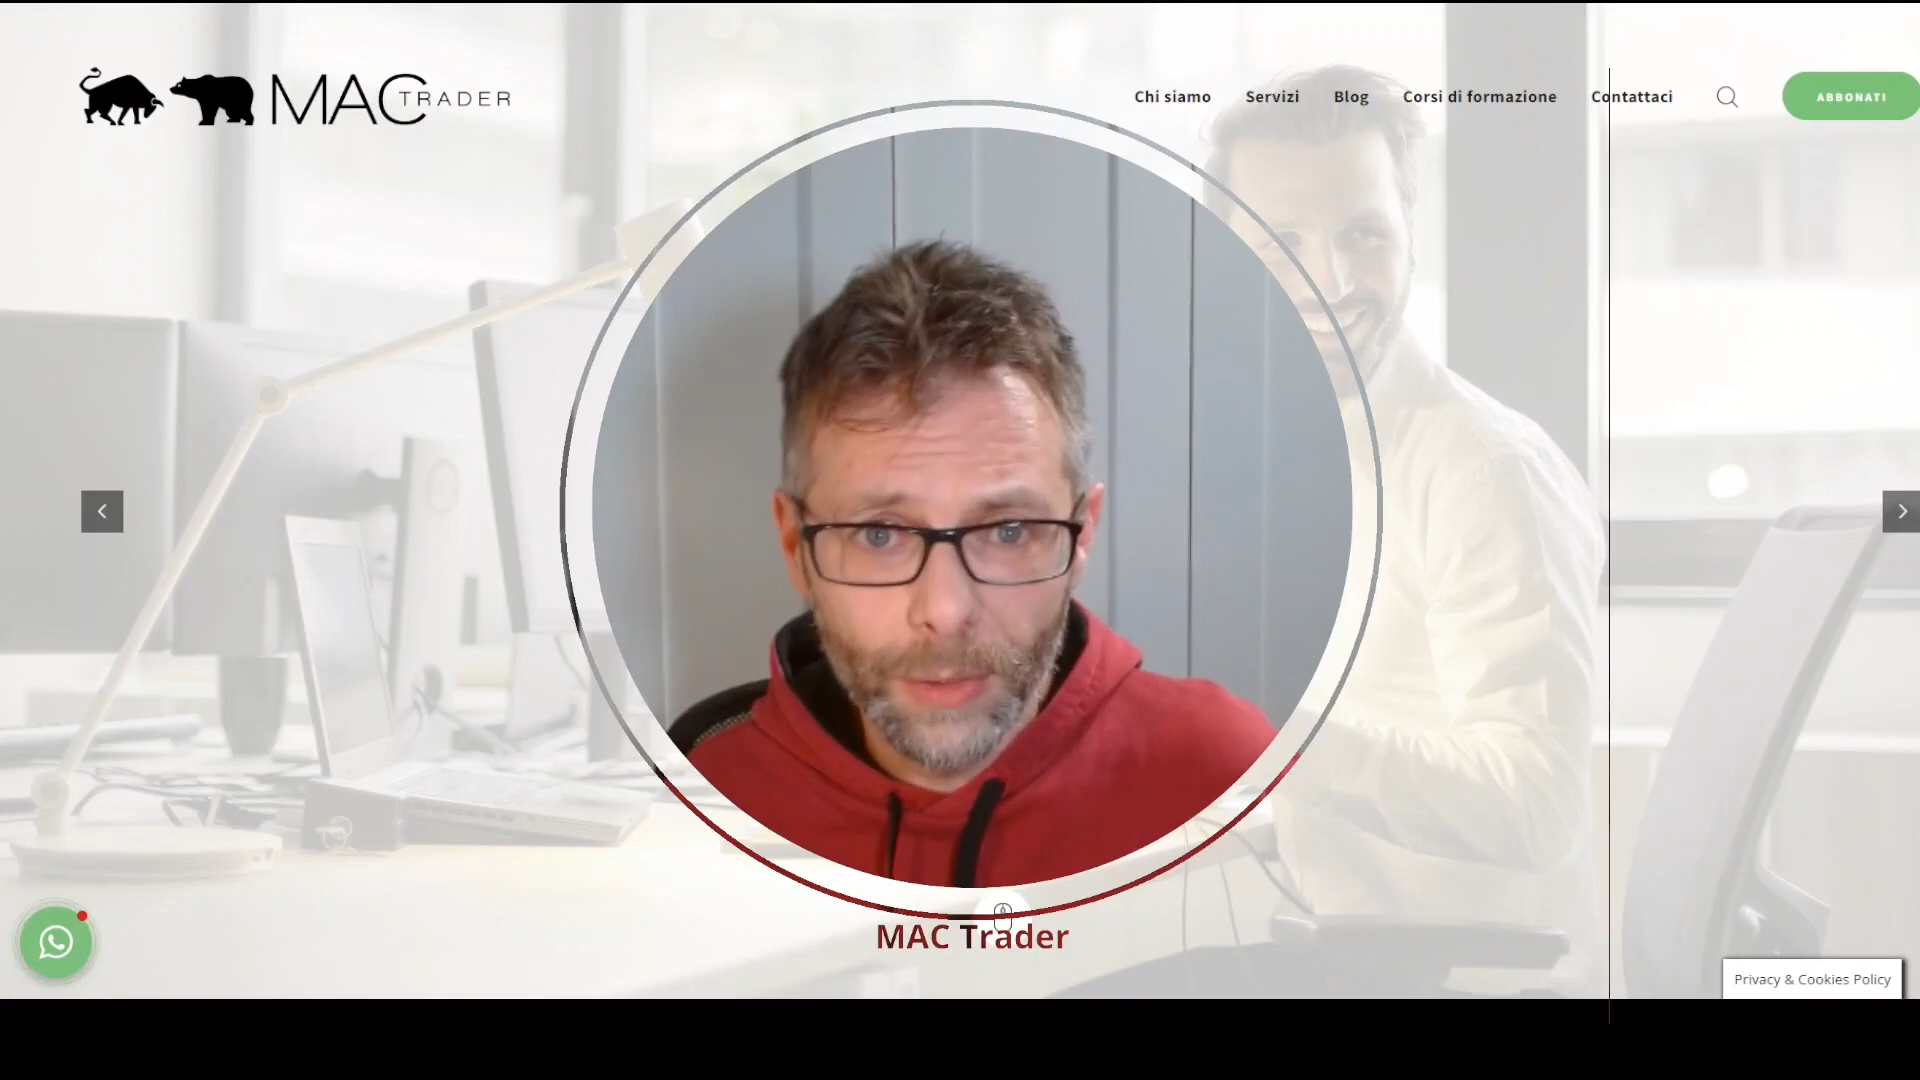 MAC TRADER
Chi siamo Servizi Blog Corsi di formazione Contattaci ABBONATI
MAC Trader
Privacy & Cookies Policy